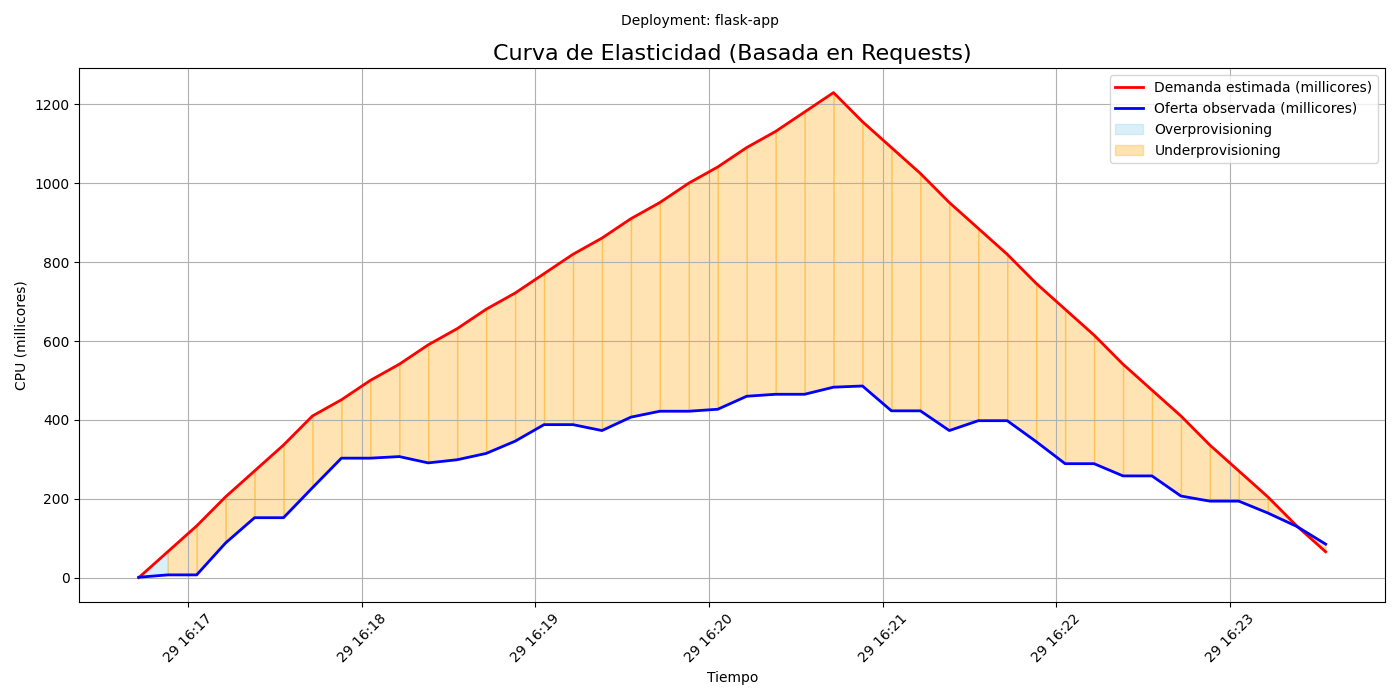 Deployment: flask-app
Curva de Elasticidad (Basada en Requests)
Demanda estimada (millicores)
Oferta observada (millicores)
Overprovisioning
Underprovisioning
CPU (millicores)
1200
1000
800
600
400
200
0
29 16:17
29 16:18
29 16:19
29 16:20
29 16:21
29 16:22
29 16:23
Tiempo